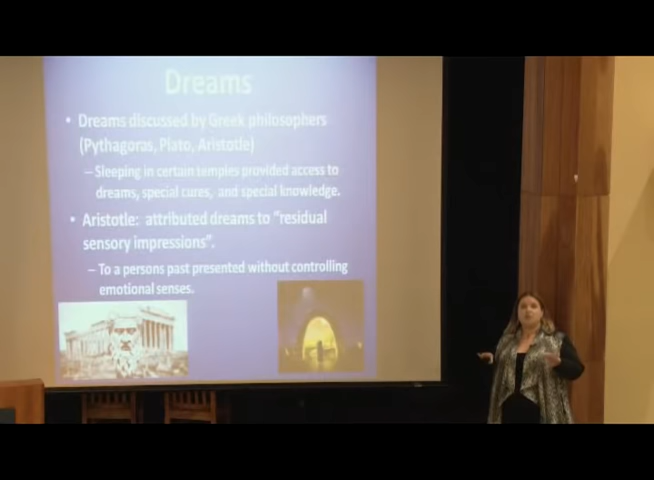 Dreams
• Dreams discussed by Greek philosophers
(Pythagoras, Plato, Aristotle)
– Sleeping in certain temples provided access to
dreams, special cures, and special knowledge.
• Aristotle: attributed dreams to "residual
sensory impressions".
– To a persons past presented without controlling
emotional senses.